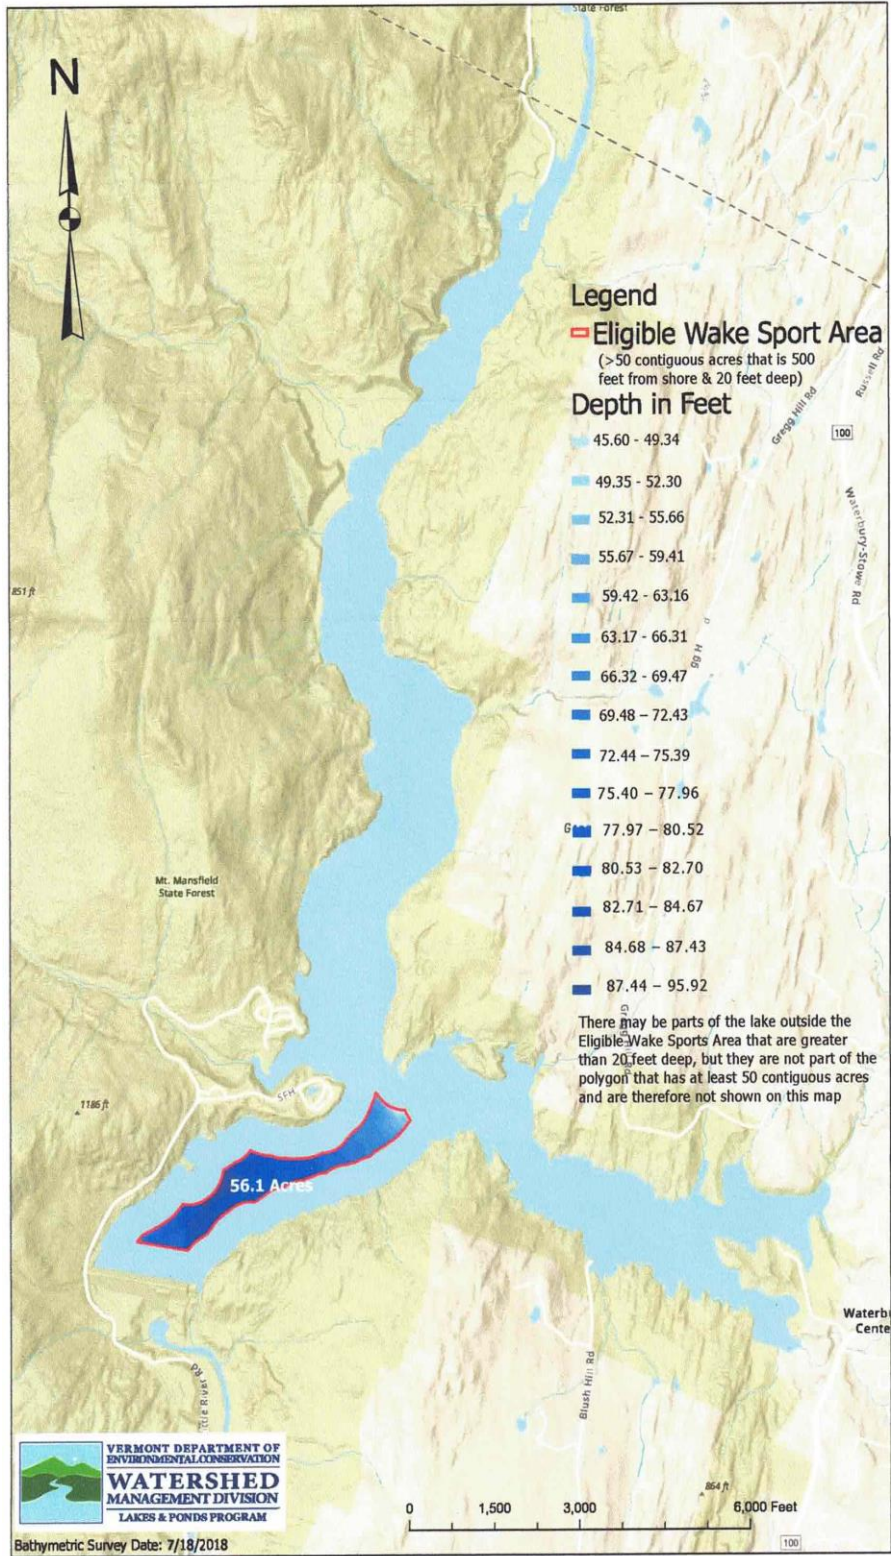 State Forest
N
Legend
Eligible Wake Sport Area
(>50 contiguous acres that is 500
feet from shore & 20 feet deep)
Depth in Feet
45.60 - 49.34
49.35 - 52.30
52.31 - 55.66
55.67 - 59.41
59.42 - 63.16
63.17 - 66.31
66.32 - 69.47
69.48 – 72.43
72.44 – 75.39
75.40 – 77.96
77.97 – 80.52
80.53 – 82.70
82.71 – 84.67
84.68 – 87.43
87.44 – 95.92
There may be parts of the lake outside the
Eligible Wake Sports Area that are greater
than 20 feet deep, but they are not part of the
polygon that has at least 50 contiguous acres
and are therefore not shown on this map
Russell Rd
Gregg Hill Rd
100
Waterbury-Stowe Rd
851 ft
Mt. Mansfield
State Forest
SFH
1186 ft
56.1 Acres
Waterbu
Cente
Blush Hill Rd
ttle River Rd
864 ft
0 1,500 3,000 6,000 Feet
100
VERMONT DEPARTMENT OF
ENVIRONMENTAL CONSERVATION
WATERSHED
MANAGEMENT DIVISION
LAKES & PONDS PROGRAM
Bathymetric Survey Date: 7/18/2018